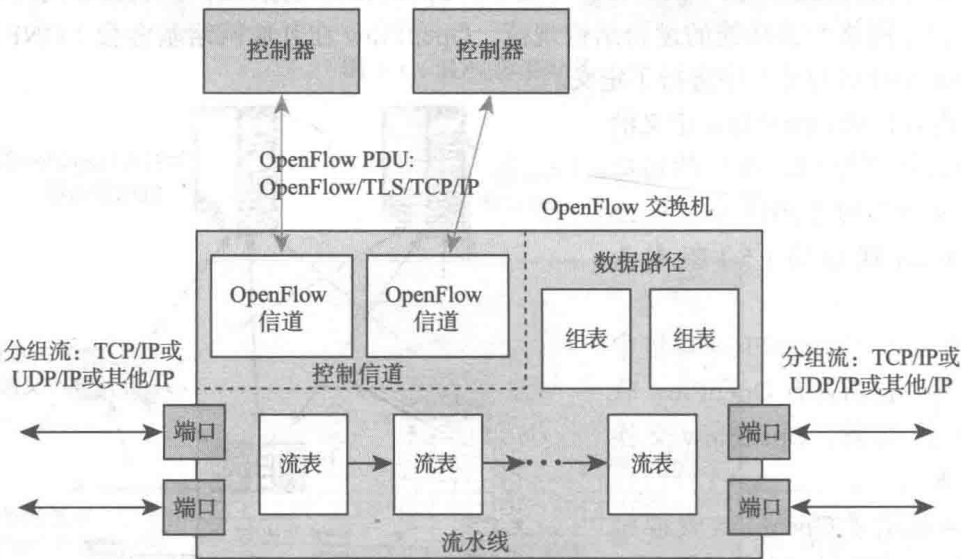 控制器
控制器
OpenFlow PDU:
OpenFlow/TLS/TCP/IP
OpenFlow 交换机
数据路径
OpenFlow
信道
OpenFlow
信道
组表
组表
控制信道
分组流：TCP/IP或
UDP/IP或其他/IP
分组流：TCP/IP或
UDP/IP或其他/IP
端口
流表
流表
流表
端口
端口
端口
流水线